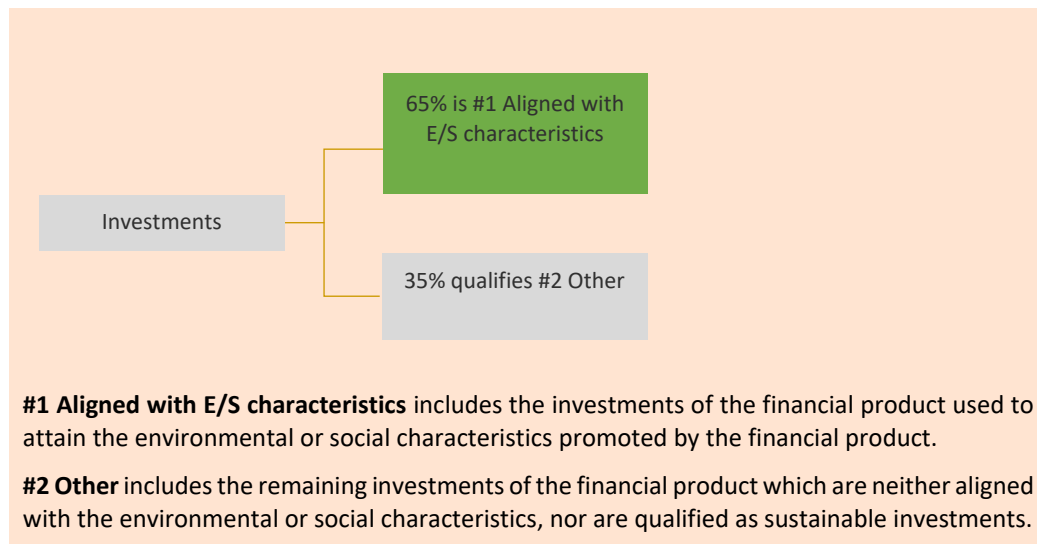 65% is #1 Aligned with
E/S characteristics
Investments
35% qualifies #2 Other
#1 Aligned with E/S characteristics includes the investments of the financial product used to
attain the environmental or social characteristics promoted by the financial product.
#2 Other includes the remaining investments of the financial product which are neither aligned
with the environmental or social characteristics, nor are qualified as sustainable investments.